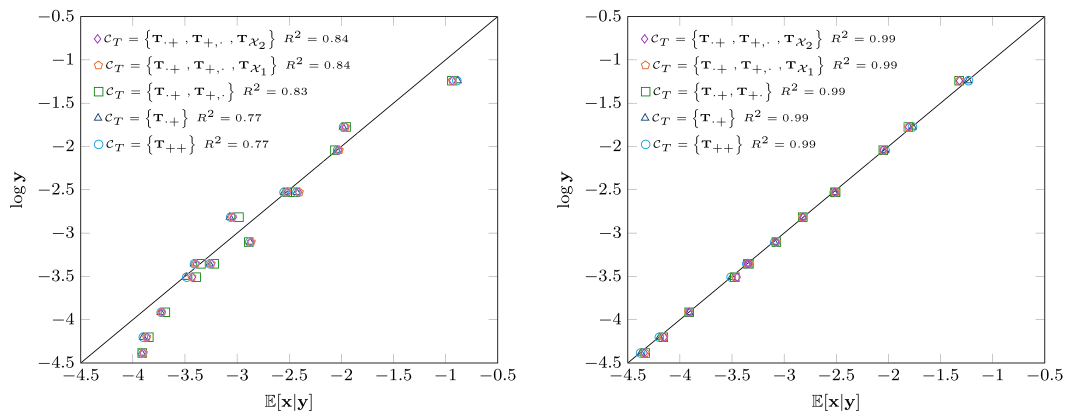 −0.5
−1
−1.5
−2
−2.5
−3
−3.5
−4
−4.5
log y
𝒞_T = {T_{·+} , T_{+,·} , T_{𝒳_2}} R² = 0.84
𝒞_T = {T_{·+} , T_{+,·} , T_{𝒳_1}} R² = 0.84
𝒞_T = {T_{·+} , T_{+,·}} R² = 0.83
𝒞_T = {T_{·+}} R² = 0.77
𝒞_T = {T_{++}} R² = 0.77
−4.5 −4 −3.5 −3 −2.5 −2 −1.5 −1 −0.5
𝔼[x|y]
−0.5
−1
−1.5
−2
−2.5
−3
−3.5
−4
−4.5
log y
𝒞_T = {T_{·+} , T_{+,·} , T_{𝒳_2}} R² = 0.99
𝒞_T = {T_{·+} , T_{+,·} , T_{𝒳_1}} R² = 0.99
𝒞_T = {T_{·+} , T_{+·}} R² = 0.99
𝒞_T = {T_{·+}} R² = 0.99
𝒞_T = {T_{++}} R² = 0.99
−4.5 −4 −3.5 −3 −2.5 −2 −1.5 −1 −0.5
𝔼[x|y]